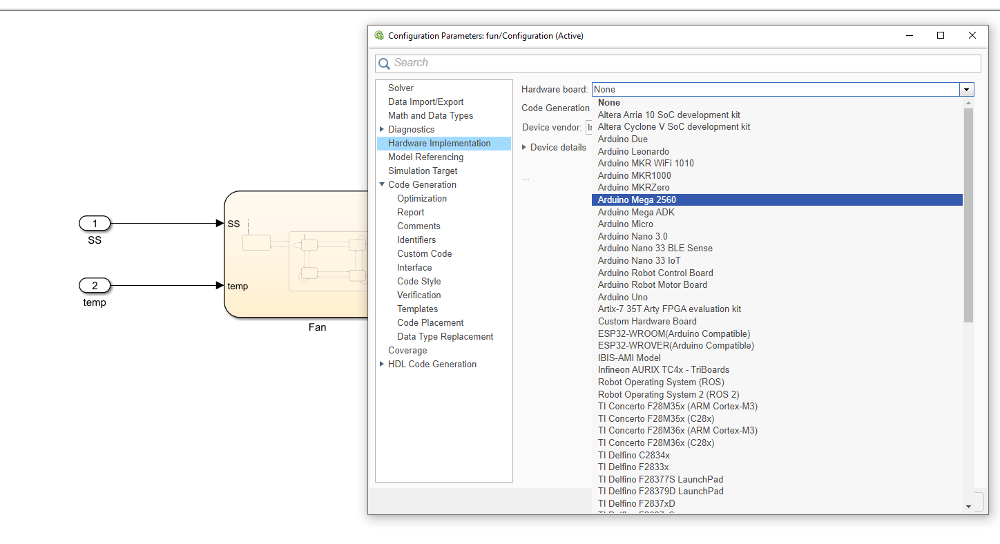 Configuration Parameters: fun/Configuration (Active)
Search
Solver
Data Import/Export
Math and Data Types
Diagnostics
Hardware Implementation
Model Referencing
Simulation Target
Code Generation
Optimization
Report
Comments
Identifiers
Custom Code
Interface
Code Style
Verification
Templates
Code Placement
Data Type Replacement
Coverage
HDL Code Generation
Hardware board: None
Code Generation
Device vendor:
Device details
...
None
Altera Arria 10 SoC development kit
Altera Cyclone V SoC development kit
Arduino Due
Arduino Leonardo
Arduino MKR WiFi 1010
Arduino MKR1000
Arduino MKRZero
Arduino Mega 2560
Arduino Mega ADK
Arduino Micro
Arduino Nano 3.0
Arduino Nano 33 BLE Sense
Arduino Nano 33 IoT
Arduino Robot Control Board
Arduino Robot Motor Board
Arduino Uno
Artix-7 35T Arty FPGA evaluation kit
Custom Hardware Board
ESP32-WROOM(Arduino Compatible)
ESP32-WROVER(Arduino Compatible)
IBIS-AMI Model
Infineon AURIX TC4x - TriBoards
Robot Operating System (ROS)
Robot Operating System 2 (ROS 2)
TI Concerto F28M35x (ARM Cortex-M3)
TI Concerto F28M35x (C28x)
TI Concerto F28M36x (ARM Cortex-M3)
TI Concerto F28M36x (C28x)
TI Delfino C2834x
TI Delfino F2833x
TI Delfino F28377S LaunchPad
TI Delfino F28379D LaunchPad
TI Delfino F2837xD
1
SS
SS
2
temp
temp
Fan